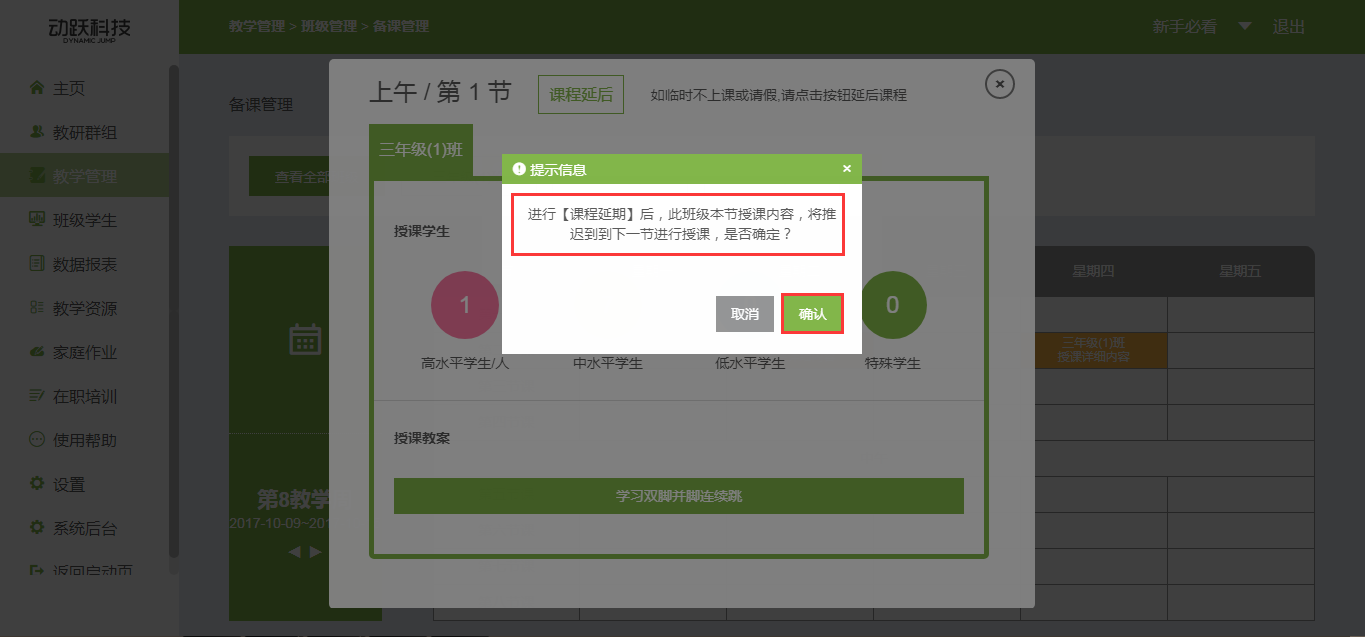 动跃科技
DYNAMIC JUMP
教学管理 > 班级管理 > 备课管理
新手必看
退出
主页
教研群组
教学管理
班级学生
数据报表
教学资源
家庭作业
在职培训
使用帮助
设置
系统后台
返回启动页
备课管理
查看全部
第8教学
2017-10-09~201
上午 / 第 1 节
课程延后
如临时不上课或请假,请点击按钮延后课程
三年级(1)班
授课学生
1
0
高水平学生/人
中水平学生
低水平学生
特殊学生
授课教案
学习双脚并脚连续跳
提示信息
进行【课程延期】后，此班级本节授课内容，将推
迟到到下一节进行授课，是否确定？
取消
确认
星期四
星期五
三年级(1)班
授课详细内容